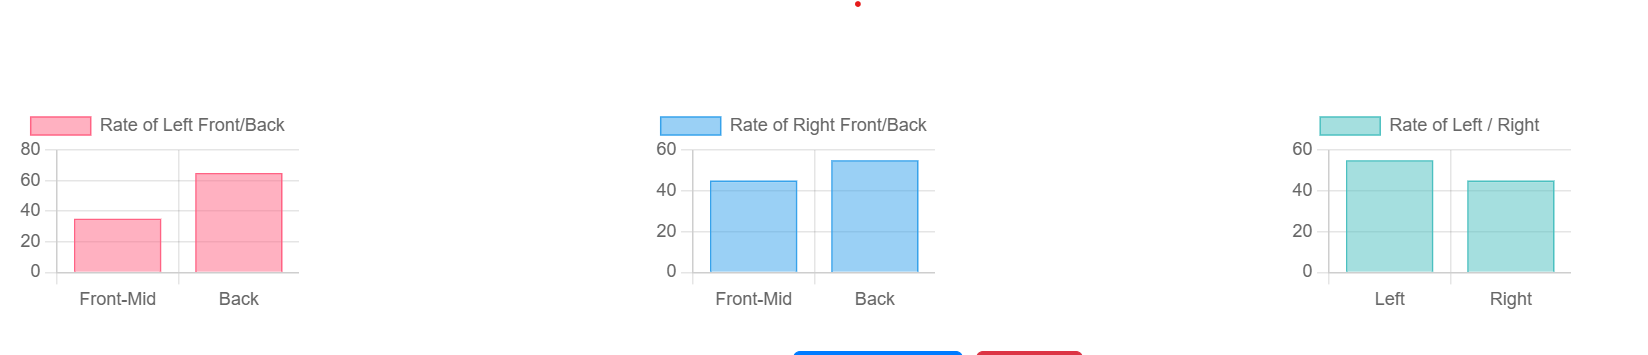 Rate of Left Front/Back
80
60
40
20
0
Front-Mid Back
Rate of Right Front/Back
60
40
20
0
Front-Mid Back
Rate of Left / Right
60
40
20
0
Left Right